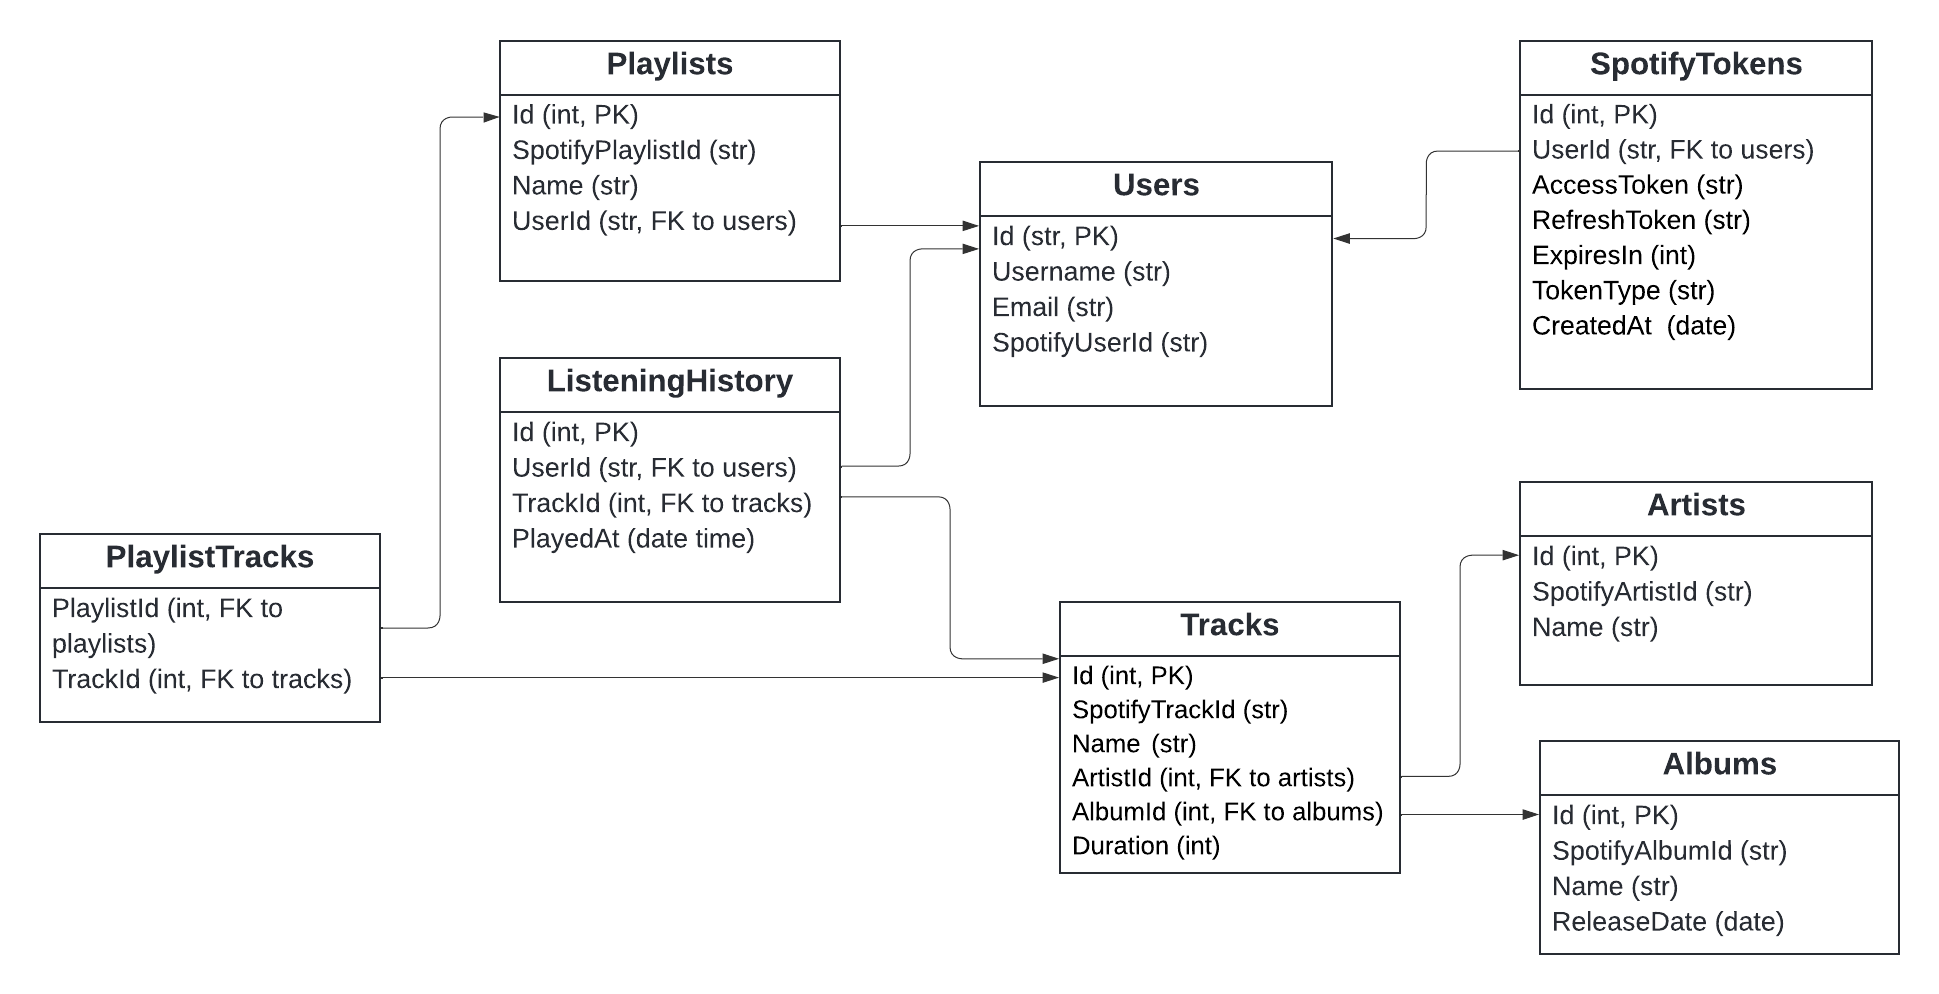 Playlists
Id (int, PK)
SpotifyPlaylistId (str)
Name (str)
UserId (str, FK to users)
SpotifyTokens
Id (int, PK)
UserId (str, FK to users)
AccessToken (str)
RefreshToken (str)
ExpiresIn (int)
TokenType (str)
CreatedAt (date)
Users
Id (str, PK)
Username (str)
Email (str)
SpotifyUserId (str)
ListeningHistory
Id (int, PK)
UserId (str, FK to users)
TrackId (int, FK to tracks)
PlayedAt (date time)
Artists
Id (int, PK)
SpotifyArtistId (str)
Name (str)
PlaylistTracks
PlaylistId (int, FK to
playlists)
TrackId (int, FK to tracks)
Tracks
Id (int, PK)
SpotifyTrackId (str)
Name (str)
ArtistId (int, FK to artists)
AlbumId (int, FK to albums)
Duration (int)
Albums
Id (int, PK)
SpotifyAlbumId (str)
Name (str)
ReleaseDate (date)